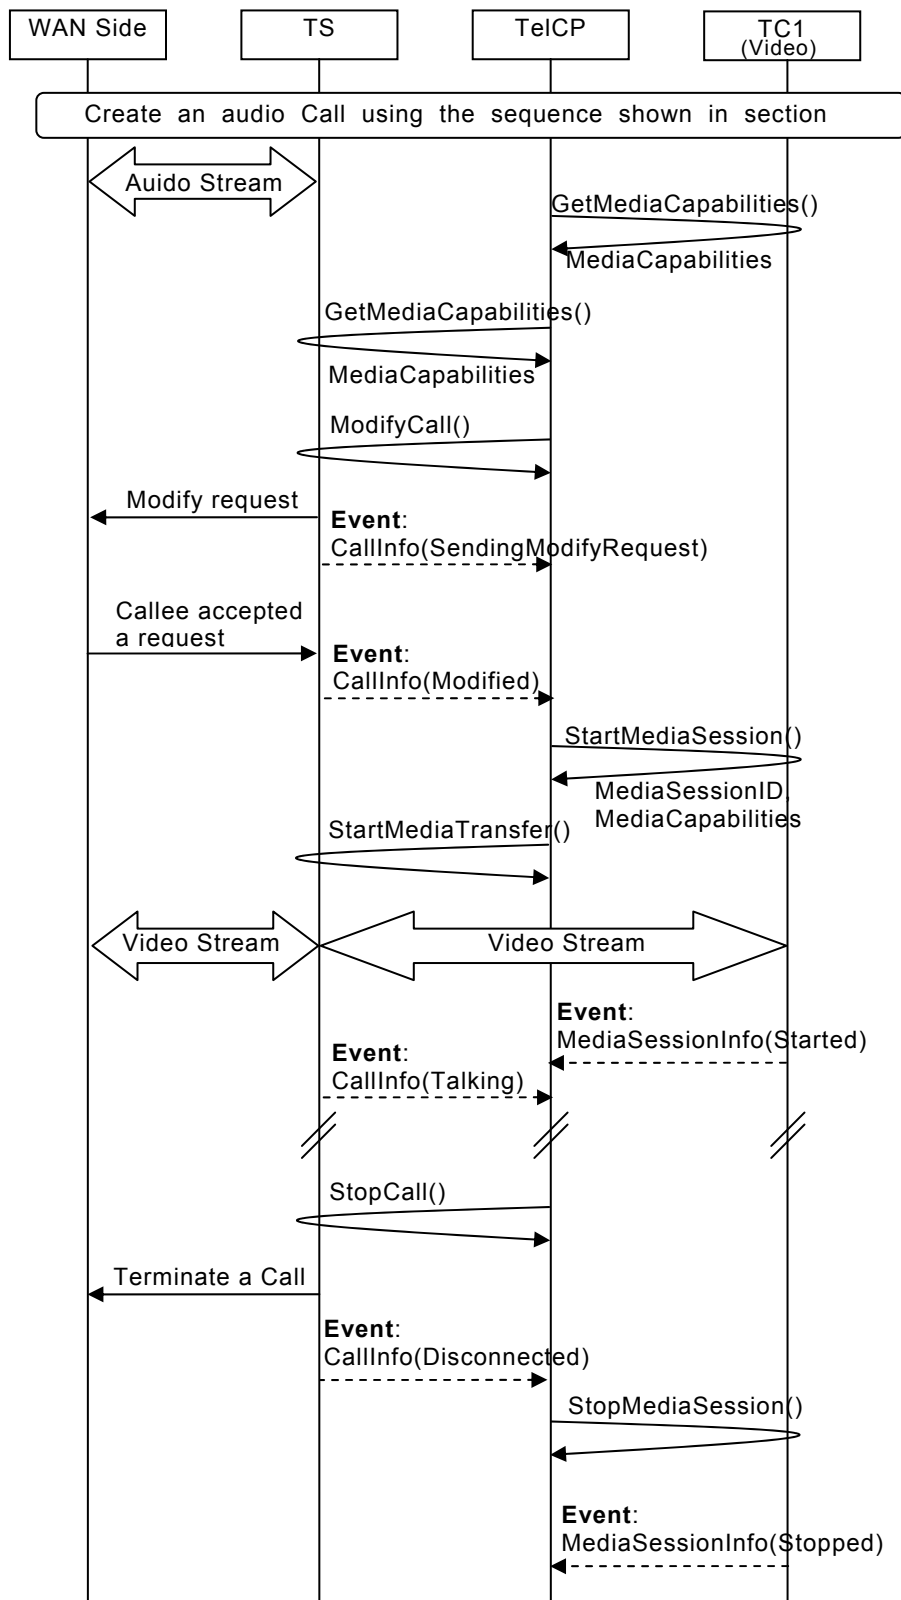 WAN Side
TS
TelCP
TC1
(Video)
Create an audio Call using the sequence shown in section
Auido Stream
GetMediaCapabilities()
MediaCapabilities
GetMediaCapabilities()
MediaCapabilities
ModifyCall()
Modify request
Event:
CallInfo(SendingModifyRequest)
Callee accepted
a request
Event:
CallInfo(Modified)
StartMediaSession()
MediaSessionID,
MediaCapabilities
StartMediaTransfer()
Video Stream
Video Stream
Event:
MediaSessionInfo(Started)
Event:
CallInfo(Talking)
StopCall()
Terminate a Call
Event:
CallInfo(Disconnected)
StopMediaSession()
Event:
MediaSessionInfo(Stopped)